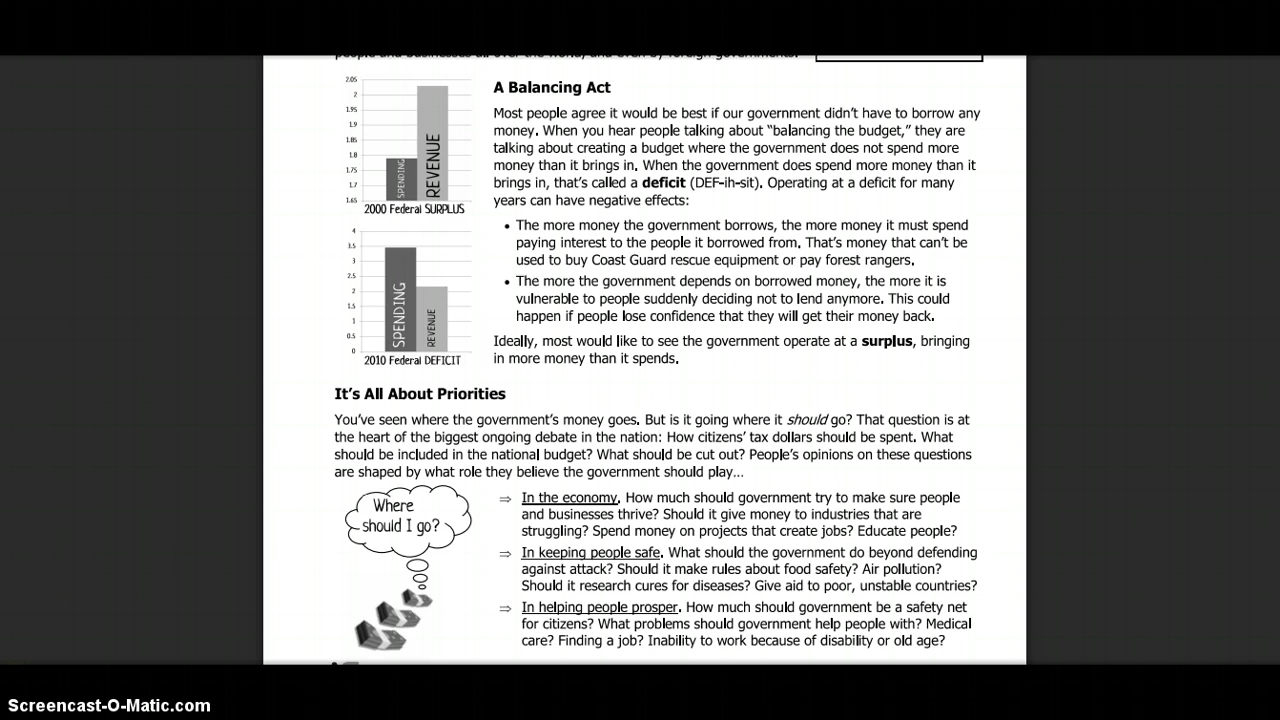 people and businesses all over the world, and even by foreign governments.
2.05
2
1.95
1.9
1.85
1.8
1.75
1.7
1.65
SPENDING
REVENUE
2000 Federal SURPLUS
4
3.5
3
2.5
2
1.5
1
0.5
0
SPENDING
REVENUE
2010 Federal DEFICIT
A Balancing Act
Most people agree it would be best if our government didn't have to borrow any
money. When you hear people talking about "balancing the budget," they are
talking about creating a budget where the government does not spend more
money than it brings in. When the government does spend more money than it
brings in, that's called a deficit (DEF-ih-sit). Operating at a deficit for many
years can have negative effects:
• The more money the government borrows, the more money it must spend
paying interest to the people it borrowed from. That's money that can't be
used to buy Coast Guard rescue equipment or pay forest rangers.
• The more the government depends on borrowed money, the more it is
vulnerable to people suddenly deciding not to lend anymore. This could
happen if people lose confidence that they will get their money back.
Ideally, most would like to see the government operate at a surplus, bringing
in more money than it spends.
It's All About Priorities
You've seen where the government's money goes. But is it going where it should go? That question is at
the heart of the biggest ongoing debate in the nation: How citizens' tax dollars should be spent. What
should be included in the national budget? What should be cut out? People's opinions on these questions
are shaped by what role they believe the government should play...
Where
should I go?
⇒ In the economy. How much should government try to make sure people
and businesses thrive? Should it give money to industries that are
struggling? Spend money on projects that create jobs? Educate people?
⇒ In keeping people safe. What should the government do beyond defending
against attack? Should it make rules about food safety? Air pollution?
Should it research cures for diseases? Give aid to poor, unstable countries?
⇒ In helping people prosper. How much should government be a safety net
for citizens? What problems should government help people with? Medical
care? Finding a job? Inability to work because of disability or old age?
Screencast-O-Matic.com